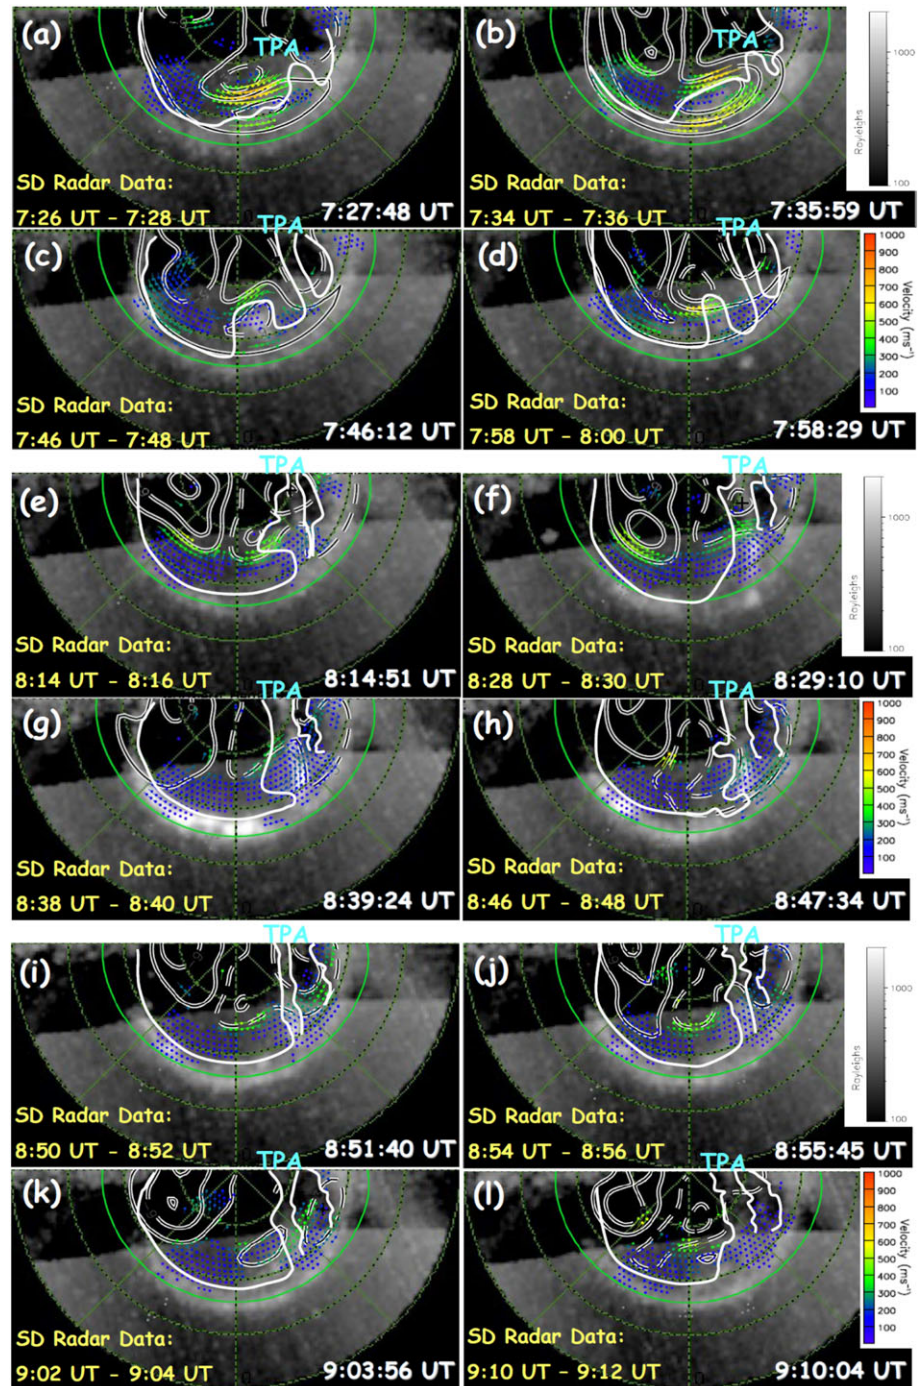 (a) TPA (b) TPA
1000
Rayleighs
100
SD Radar Data: SD Radar Data:
7:26 UT - 7:28 UT 7:27:48 UT 7:34 UT - 7:36 UT 7:35:59 UT
(c) TPA (d) TPA
1000
900
800
700
600
500
400
300
200
100
Velocity (ms⁻¹)
SD Radar Data: SD Radar Data:
7:46 UT - 7:48 UT 7:46:12 UT 7:58 UT - 8:00 UT 7:58:29 UT
(e) TPA (f) TPA
1000
Rayleighs
100
SD Radar Data: SD Radar Data:
8:14 UT - 8:16 UT 8:14:51 UT 8:28 UT - 8:30 UT 8:29:10 UT
(g) TPA (h)
1000
900
800
700
600
500
400
300
200
100
Velocity (ms⁻¹)
SD Radar Data: SD Radar Data:
8:38 UT - 8:40 UT 8:39:24 UT 8:46 UT - 8:48 UT 8:47:34 UT
(i) TPA (j) TPA
1000
Rayleighs
100
SD Radar Data: SD Radar Data:
8:50 UT - 8:52 UT 8:51:40 UT 8:54 UT - 8:56 UT 8:55:45 UT
(k) TPA (l) TPA
1000
900
800
700
600
500
400
300
200
100
Velocity (ms⁻¹)
SD Radar Data: SD Radar Data:
9:02 UT - 9:04 UT 9:03:56 UT 9:10 UT - 9:12 UT 9:10:04 UT